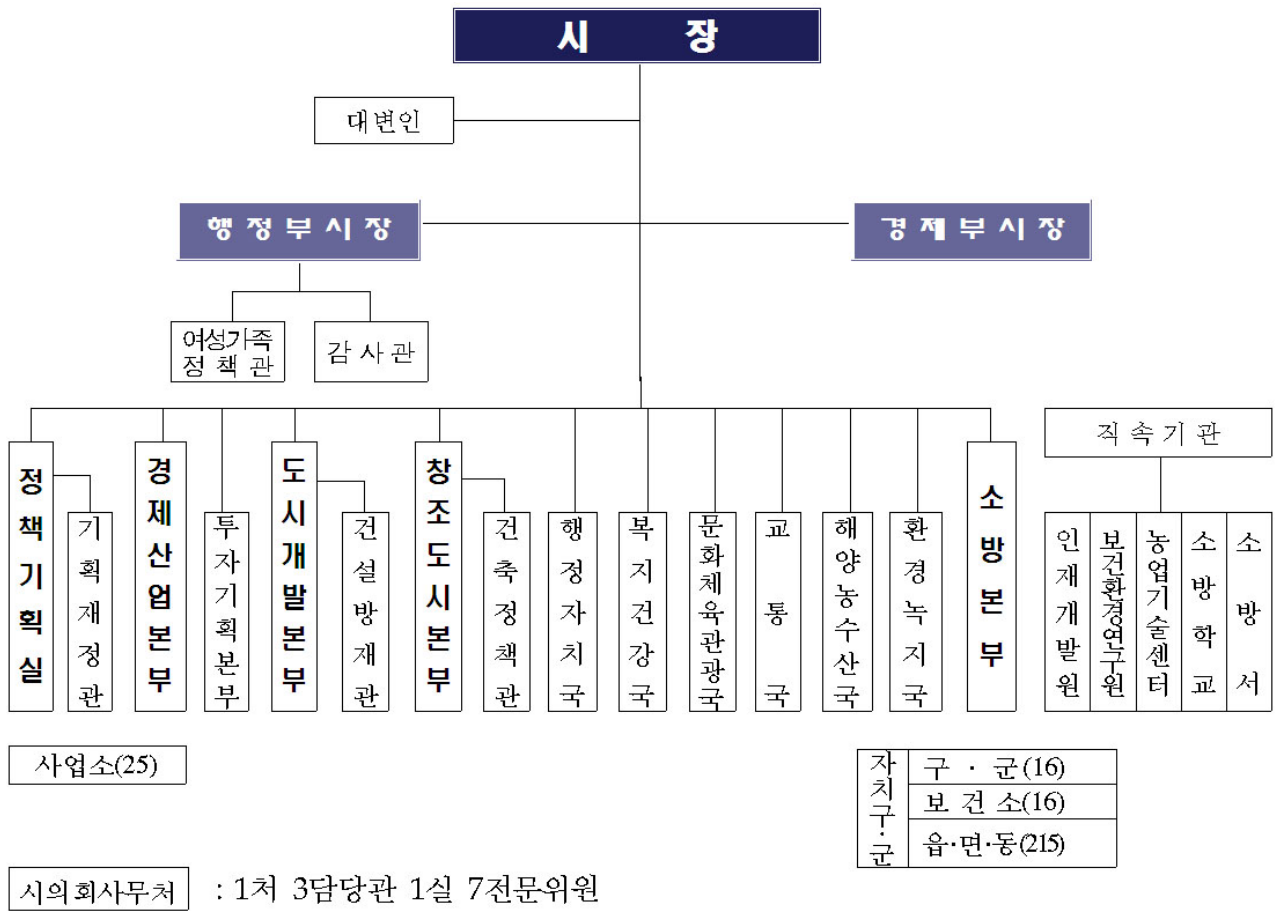 시 장
대변인
행정부시장
경제부시장
여성가족
정책관
감사관
정책기획실
기획재정관
경제산업본부
투자기획본부
도시개발본부
건설방재관
창조도시본부
건축정책관
행정자치국
복지건강국
문화체육관광국
교통국
해양농수산국
환경녹지국
소방본부
직속기관
인재개발원
보건환경연구원
농업기술센터
소방학교
소방서
사업소(25)
자치구·군
구 · 군(16)
보건소(16)
읍·면·동(215)
시의회사무처 : 1처 3담당관 1실 7전문위원